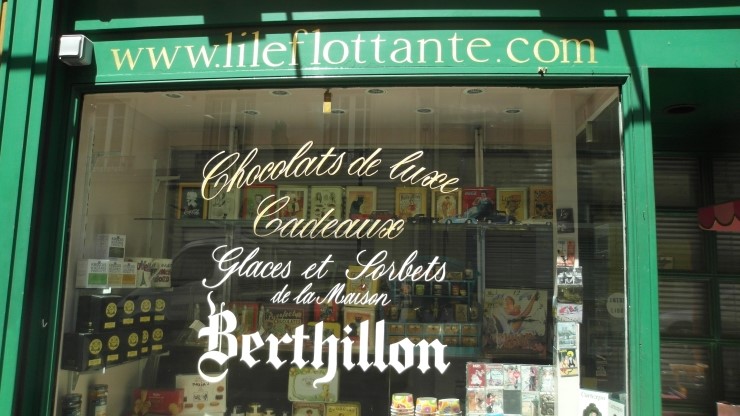 www.lileflottante.com
Chocolats de luxe
Cadeaux
Glaces et Sorbets
de la Maison
Berthillon